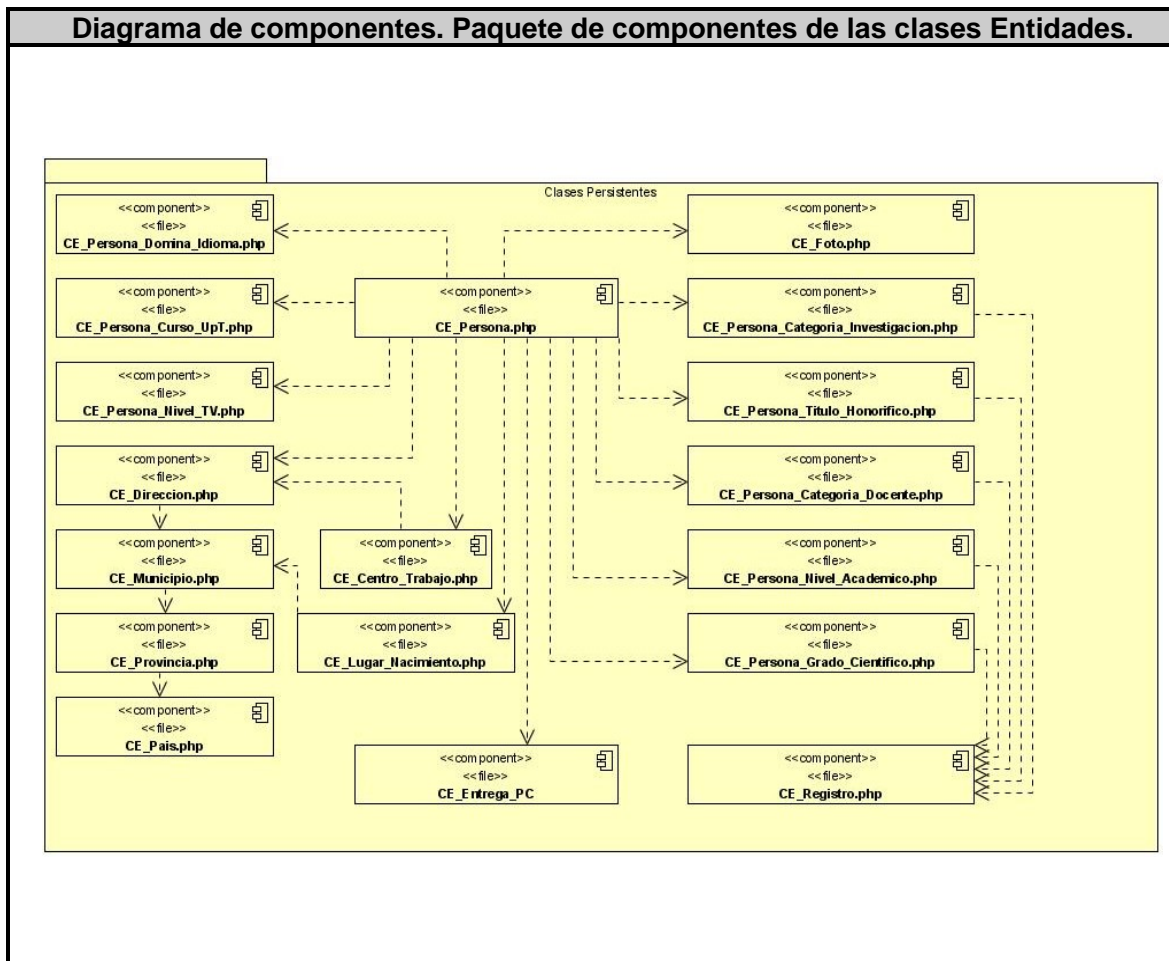 Diagrama de componentes. Paquete de componentes de las clases Entidades.
Clases Persistentes
<<component>>
<<file>>
CE_Persona_Domina_Idioma.php
<<component>>
<<file>>
CE_Foto.php
<<component>>
<<file>>
CE_Persona_Curso_UpT.php
<<component>>
<<file>>
CE_Persona.php
<<component>>
<<file>>
CE_Persona_Categoria_Investigacion.php
<<component>>
<<file>>
CE_Persona_Nivel_TV.php
<<component>>
<<file>>
CE_Persona_Titulo_Honorifico.php
<<component>>
<<file>>
CE_Direccion.php
<<component>>
<<file>>
CE_Persona_Categoria_Docente.php
<<component>>
<<file>>
CE_Municipio.php
<<component>>
<<file>>
CE_Centro_Trabajo.php
<<component>>
<<file>>
CE_Persona_Nivel_Academico.php
<<component>>
<<file>>
CE_Provincia.php
<<component>>
<<file>>
CE_Lugar_Nacimiento.php
<<component>>
<<file>>
CE_Persona_Grado_Cientifico.php
<<component>>
<<file>>
CE_Pais.php
<<component>>
<<file>>
CE_Entrega_PC
<<component>>
<<file>>
CE_Registro.php